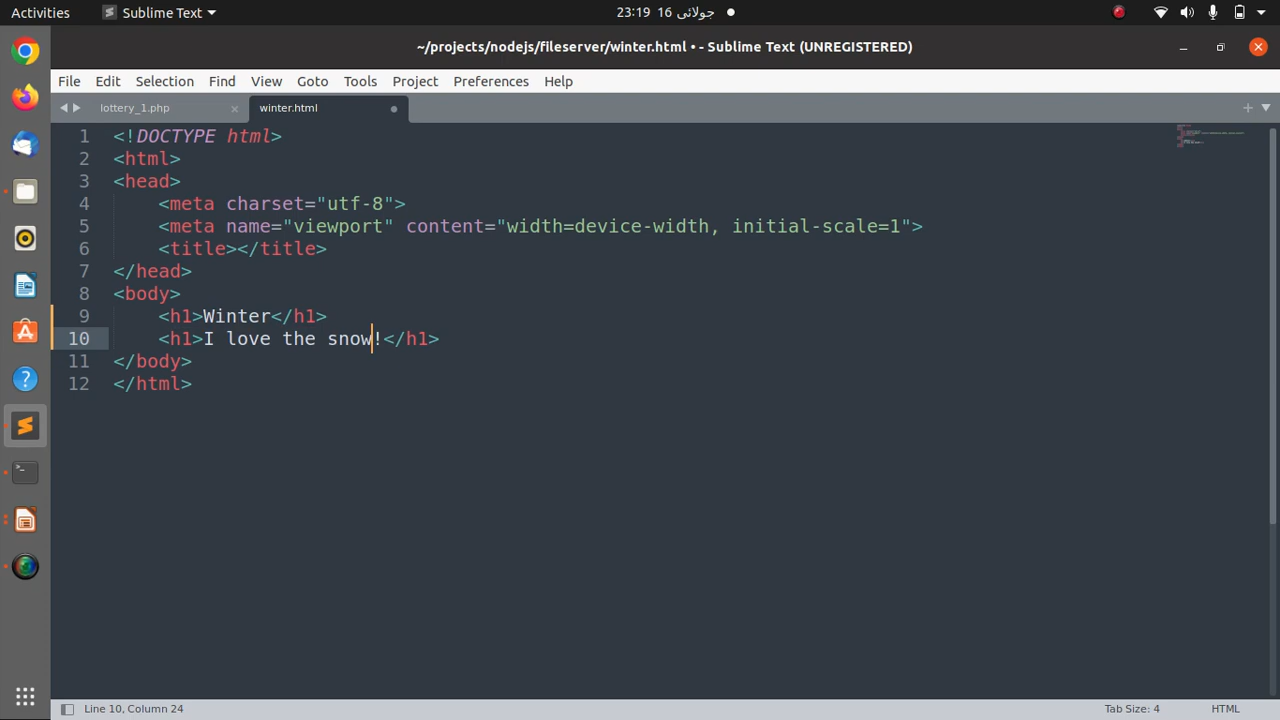 Activities Sublime Text 23:19 16 جولائی
~/projects/nodejs/fileserver/winter.html • - Sublime Text (UNREGISTERED)
File Edit Selection Find View Goto Tools Project Preferences Help
lottery_1.php winter.html
1 <!DOCTYPE html>
2 <html>
3 <head>
4 <meta charset="utf-8">
5 <meta name="viewport" content="width=device-width, initial-scale=1">
6 <title></title>
7 </head>
8 <body>
9 <h1>Winter</h1>
10 <h1>I love the snow!</h1>
11 </body>
12 </html>
Line 10, Column 24 Tab Size: 4 HTML